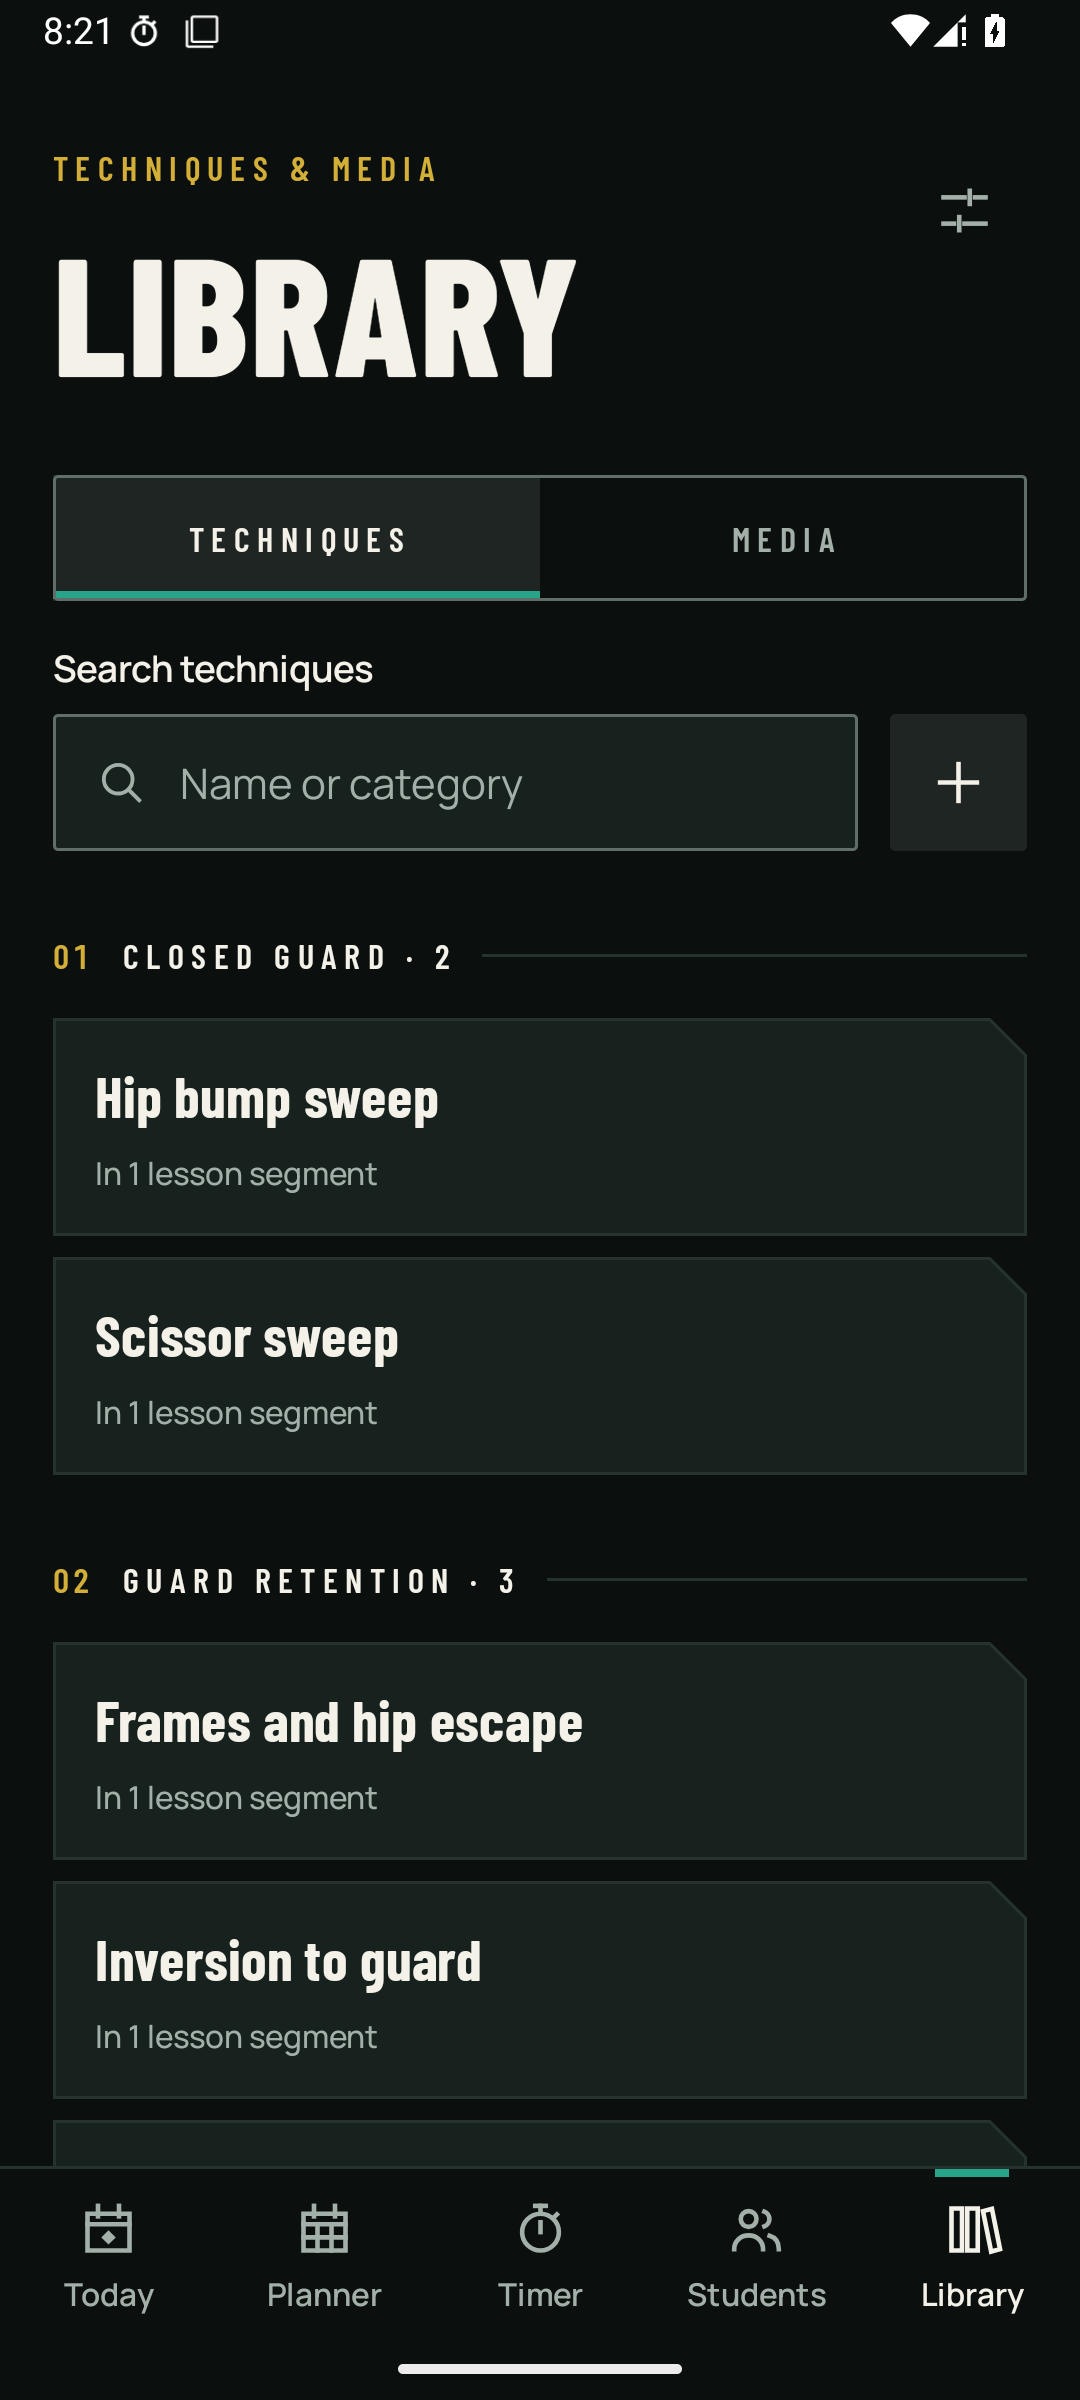 8:21
TECHNIQUES & MEDIA
LIBRARY
TECHNIQUES
MEDIA
Search techniques
Name or category
01 CLOSED GUARD · 2
Hip bump sweep
In 1 lesson segment
Scissor sweep
In 1 lesson segment
02 GUARD RETENTION · 3
Frames and hip escape
In 1 lesson segment
Inversion to guard
In 1 lesson segment
Today
Planner
Timer
Students
Library